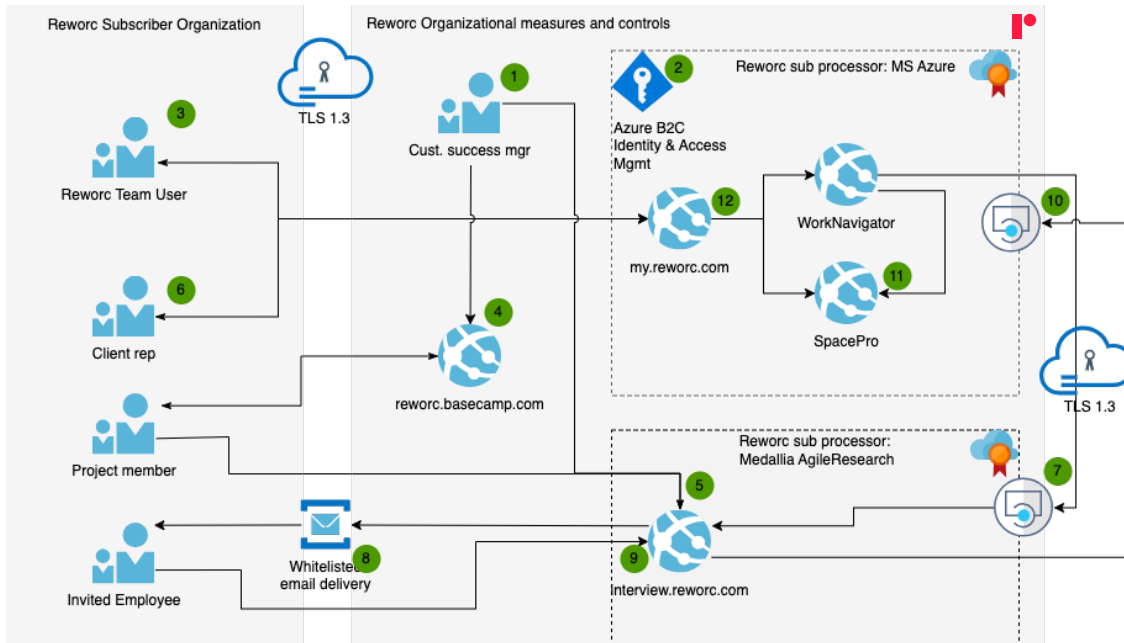 Reworc Subscriber Organization
Reworc Organizational measures and controls
r
TLS 1.3
1
Cust. success mgr
2
Azure B2C
Identity & Access
Mgmt
Reworc sub processor: MS Azure
3
Reworc Team User
12
my.reworc.com
WorkNavigator
10
11
SpacePro
6
Client rep
4
reworc.basecamp.com
TLS 1.3
Project member
Reworc sub processor:
Medallia AgileResearch
5
7
8
Whitelisted
email delivery
9
interview.reworc.com
Invited Employee